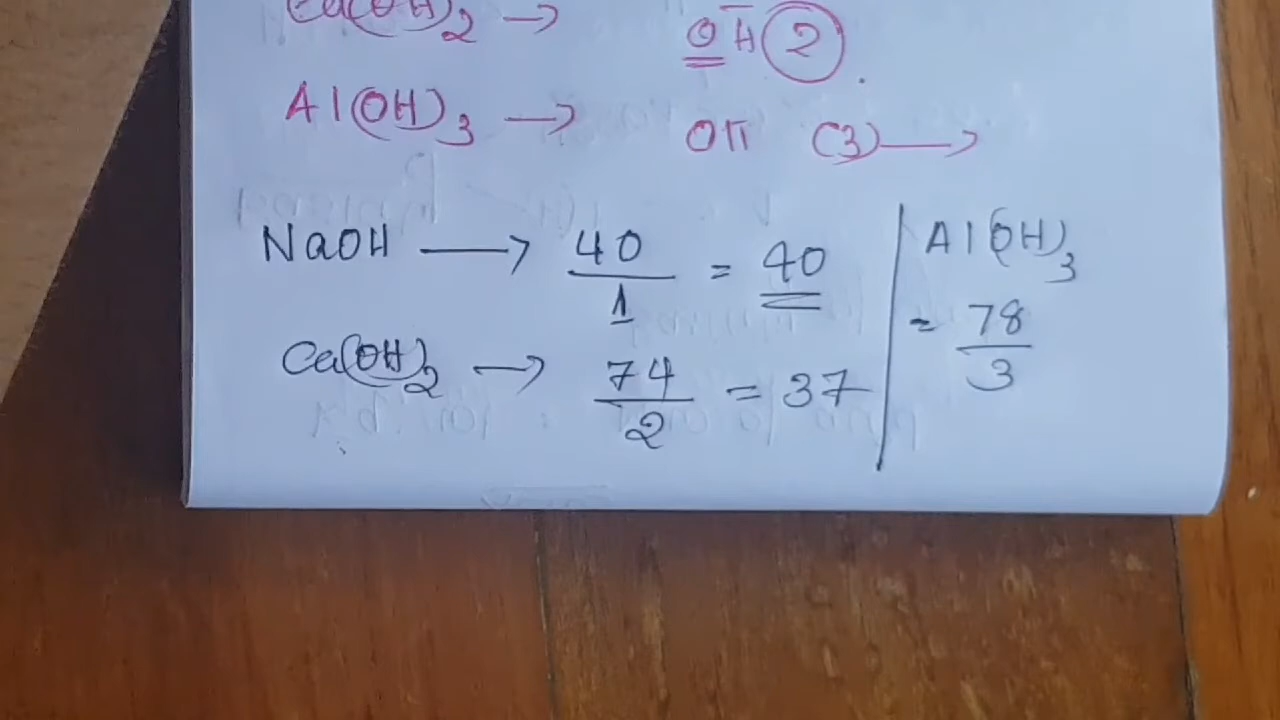 Ca(OH)2 → OH 2
Al(OH)3 → OH (3) →
NaOH → 40/1 = 40
Ca(OH)2 → 74/2 = 37
Al(OH)3
= 78/3